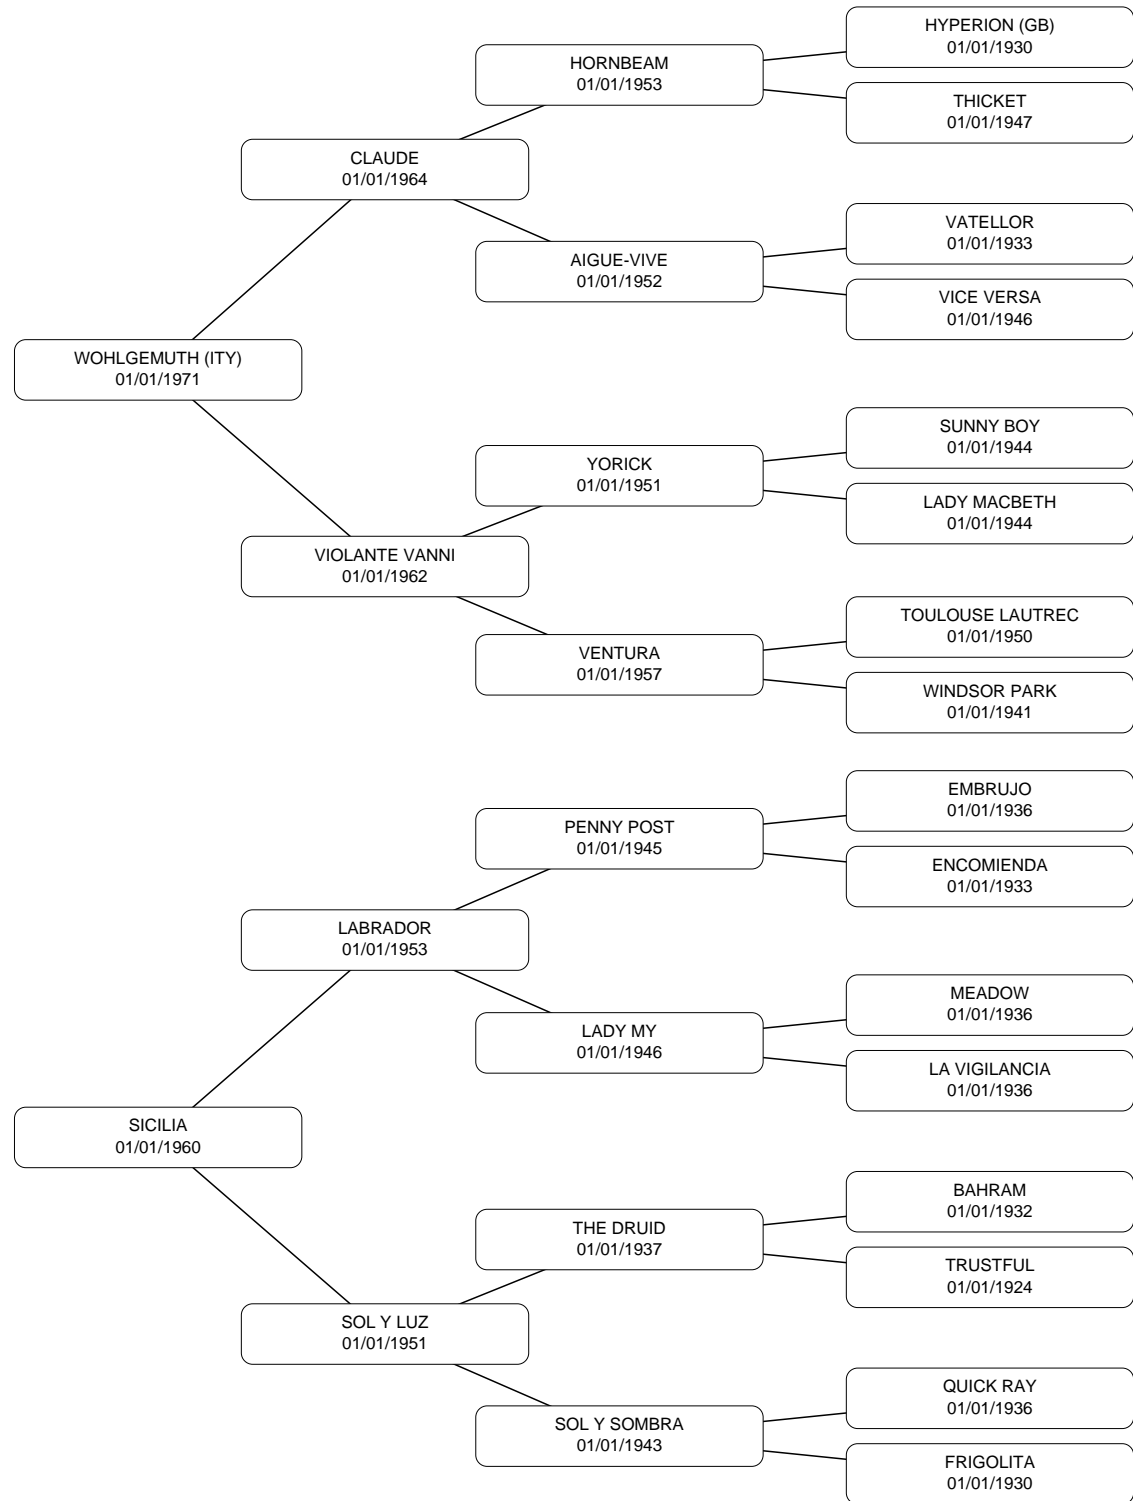 HYPERION (GB)
01/01/1930
HORNBEAM
01/01/1953
THICKET
01/01/1947
CLAUDE
01/01/1964
VATELLOR
01/01/1933
AIGUE-VIVE
01/01/1952
VICE VERSA
01/01/1946
WOHLGEMUTH (ITY)
01/01/1971
SUNNY BOY
01/01/1944
YORICK
01/01/1951
LADY MACBETH
01/01/1944
VIOLANTE VANNI
01/01/1962
TOULOUSE LAUTREC
01/01/1950
VENTURA
01/01/1957
WINDSOR PARK
01/01/1941
EMBRUJO
01/01/1936
PENNY POST
01/01/1945
ENCOMIENDA
01/01/1933
LABRADOR
01/01/1953
MEADOW
01/01/1936
LADY MY
01/01/1946
LA VIGILANCIA
01/01/1936
SICILIA
01/01/1960
BAHRAM
01/01/1932
THE DRUID
01/01/1937
TRUSTFUL
01/01/1924
SOL Y LUZ
01/01/1951
QUICK RAY
01/01/1936
SOL Y SOMBRA
01/01/1943
FRIGOLITA
01/01/1930